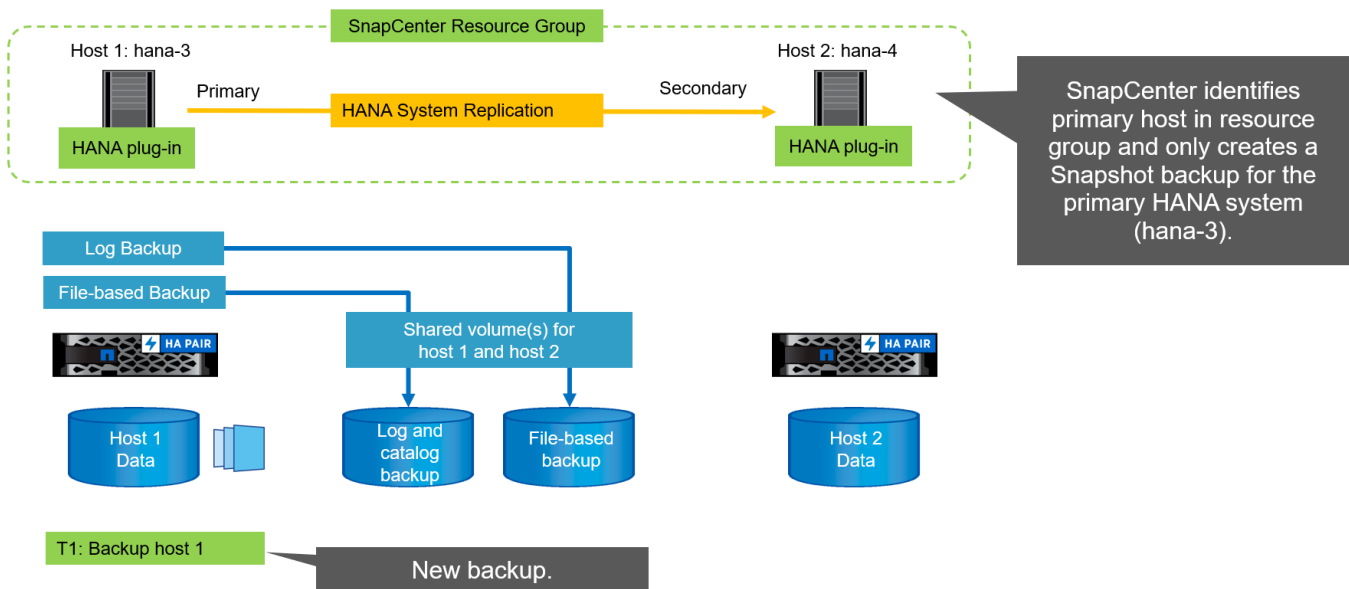 SnapCenter Resource Group
Host 1: hana-3
Host 2: hana-4
Primary
Secondary
HANA System Replication
HANA plug-in
HANA plug-in
SnapCenter identifies
primary host in resource
group and only creates a
Snapshot backup for the
primary HANA system
(hana-3).
Log Backup
File-based Backup
Shared volume(s) for
host 1 and host 2
HA PAIR
HA PAIR
Host 1
Data
Log and
catalog
backup
File-based
backup
Host 2
Data
T1: Backup host 1
New backup.